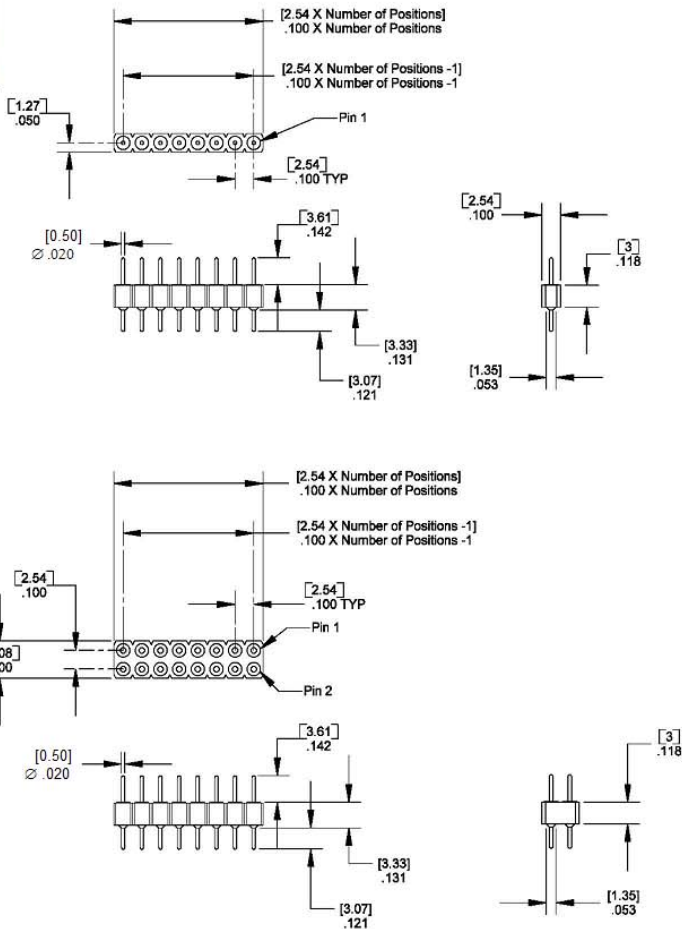 [2.54 X Number of Positions]
.100 X Number of Positions
[2.54 X Number of Positions -1]
.100 X Number of Positions -1
[1.27]
.050
Pin 1
[2.54]
.100 TYP
[0.50]
Ø .020
[3.61]
.142
[3.33]
.131
[3.07]
.121
[2.54]
.100
[3]
.118
[1.35]
.053
[2.54 X Number of Positions]
.100 X Number of Positions
[2.54 X Number of Positions -1]
.100 X Number of Positions -1
[2.54]
.100
[2.54]
.100 TYP
Pin 1
08]
00
Pin 2
[0.50]
Ø .020
[3.61]
.142
[3.33]
.131
[3.07]
.121
[3]
.118
[1.35]
.053